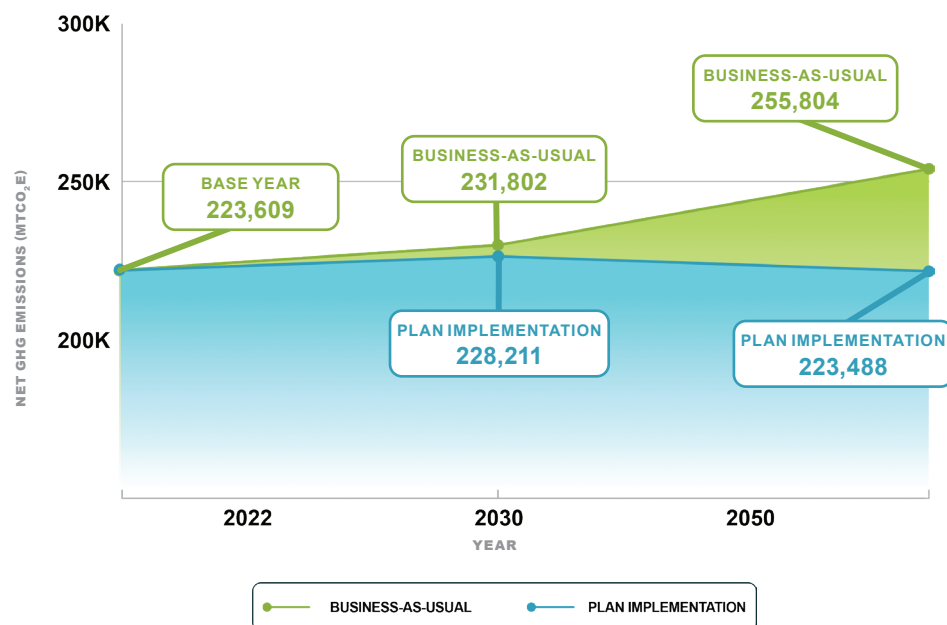 300K
BUSINESS-AS-USUAL
255,804
BUSINESS-AS-USUAL
231,802
250K
BASE YEAR
223,609
NET GHG EMISSIONS (MTCO₂E)
200K
PLAN IMPLEMENTATION
228,211
PLAN IMPLEMENTATION
223,488
2022
2030
2050
YEAR
BUSINESS-AS-USUAL
PLAN IMPLEMENTATION